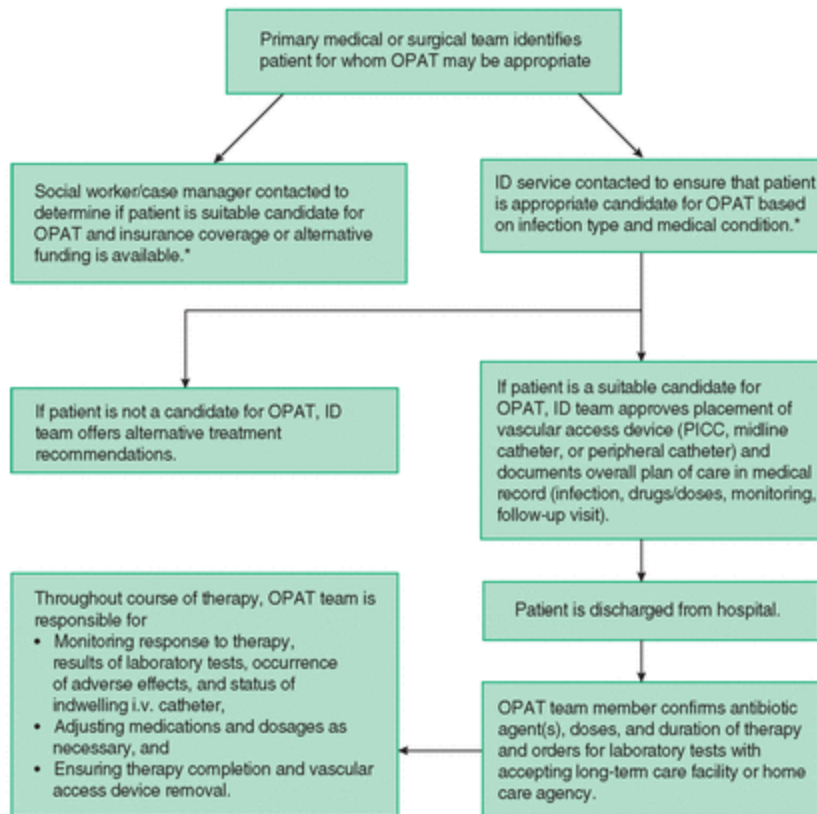 Primary medical or surgical team identifies
patient for whom OPAT may be appropriate
Social worker/case manager contacted to
determine if patient is suitable candidate for
OPAT and insurance coverage or alternative
funding is available.*
ID service contacted to ensure that patient
is appropriate candidate for OPAT based
on infection type and medical condition.*
If patient is not a candidate for OPAT, ID
team offers alternative treatment
recommendations.
If patient is a suitable candidate for
OPAT, ID team approves placement of
vascular access device (PICC, midline
catheter, or peripheral catheter) and
documents overall plan of care in medical
record (infection, drugs/doses, monitoring,
follow-up visit).
Patient is discharged from hospital.
OPAT team member confirms antibiotic
agent(s), doses, and duration of therapy
and orders for laboratory tests with
accepting long-term care facility or home
care agency.
Throughout course of therapy, OPAT team is
responsible for
• Monitoring response to therapy,
results of laboratory tests, occurrence
of adverse effects, and status of
indwelling i.v. catheter,
• Adjusting medications and dosages as
necessary, and
• Ensuring therapy completion and vascular
access device removal.